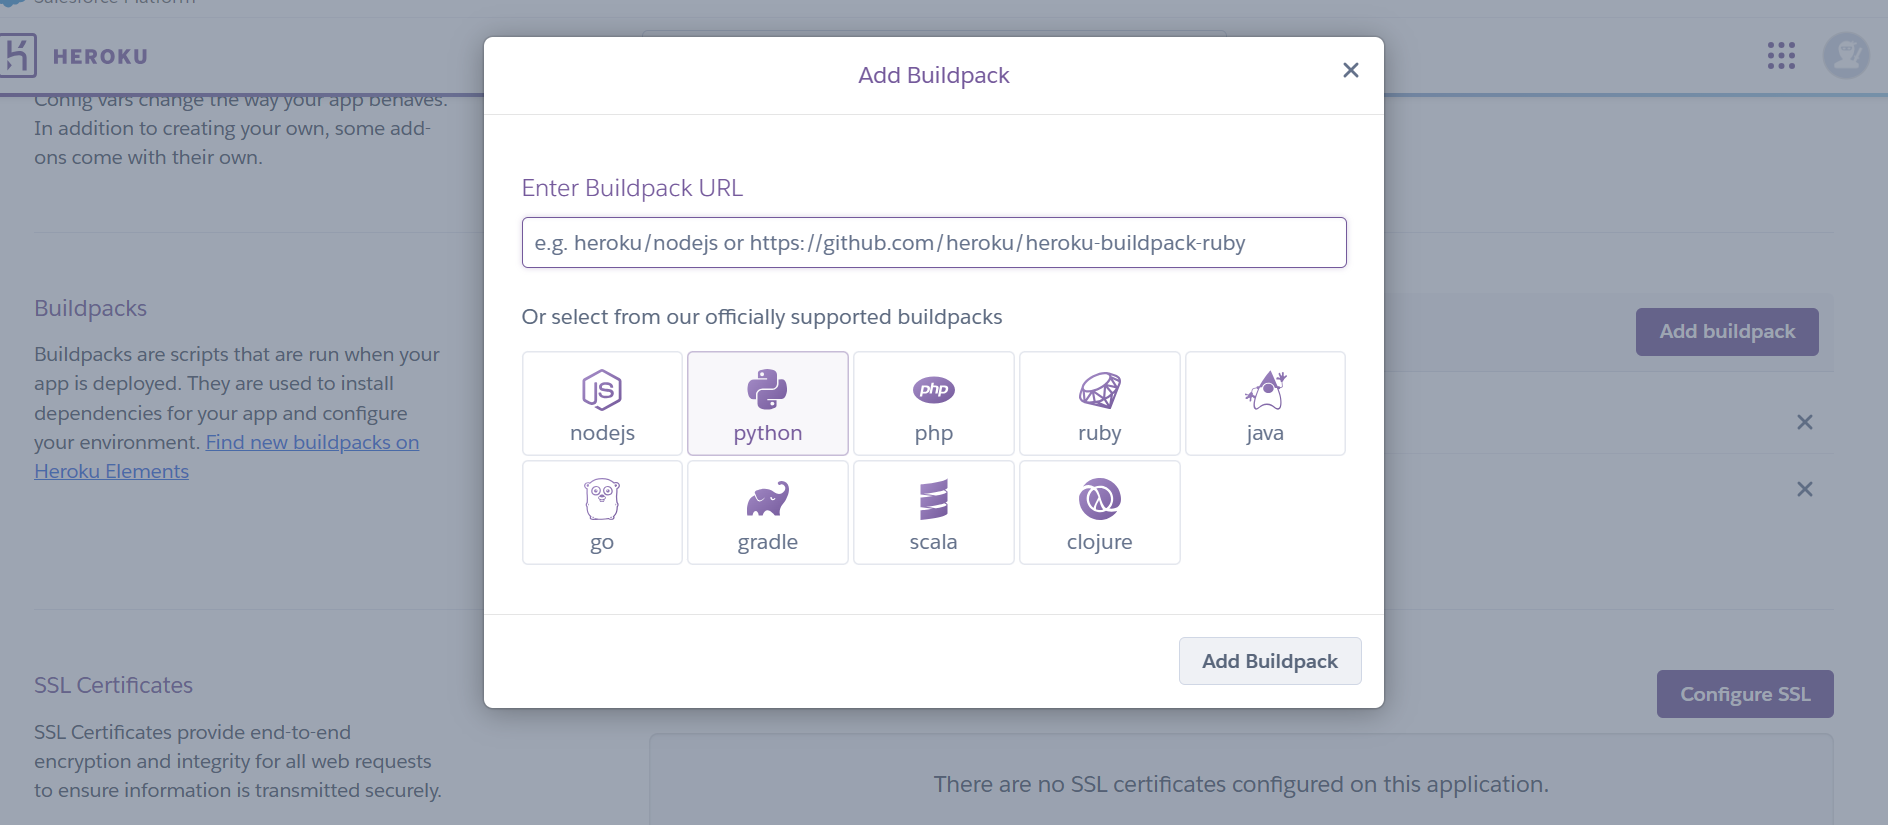 Salesforce Platform
HEROKU
Config vars change the way your app behaves.
In addition to creating your own, some add-
ons come with their own.
Buildpacks
Buildpacks are scripts that are run when your
app is deployed. They are used to install
dependencies for your app and configure
your environment. Find new buildpacks on
Heroku Elements
Add buildpack
SSL Certificates
SSL Certificates provide end-to-end
encryption and integrity for all web requests
to ensure information is transmitted securely.
Configure SSL
There are no SSL certificates configured on this application.
Add Buildpack
Enter Buildpack URL
e.g. heroku/nodejs or https://github.com/heroku/heroku-buildpack-ruby
Or select from our officially supported buildpacks
JS
php
nodejs
python
php
ruby
java
go
gradle
scala
clojure
Add Buildpack